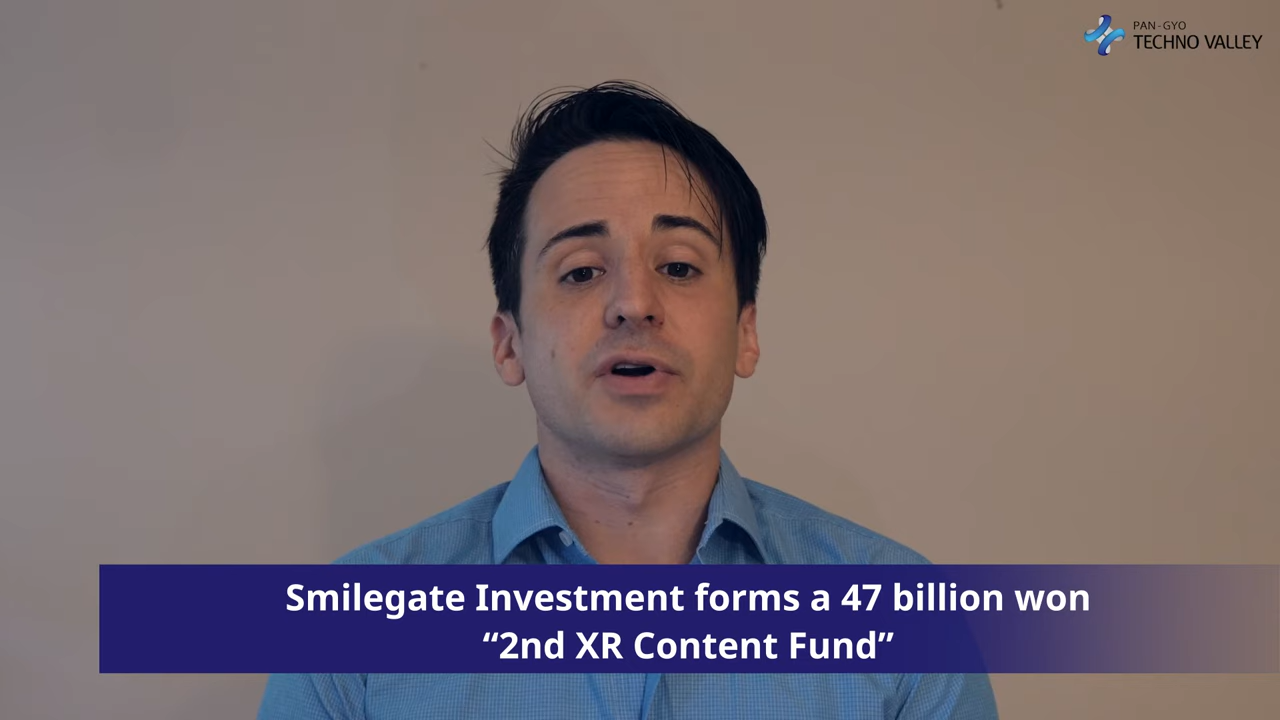 PAN-GYO
TECHNO VALLEY
Smilegate Investment forms a 47 billion won
“2nd XR Content Fund”